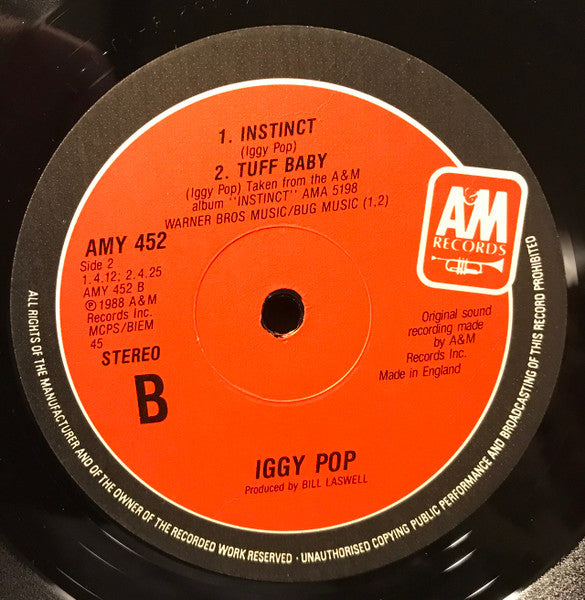 1. INSTINCT
(Iggy Pop)
2. TUFF BABY
(Iggy Pop) Taken from the A&M
album "INSTINCT" AMA 5198
WARNER BROS MUSIC/BUG MUSIC (1,2)
A&M
RECORDS
AMY 452
Side 2
1. 4.12; 2. 4.25
AMY 452 B
℗ 1988 A&M
Records Inc.
MCPS/BIEM
45
STEREO
B
Original sound
recording made
by A&M
Records Inc.
Made in England
IGGY POP
Produced by BILL LASWELL
ALL RIGHTS OF THE MANUFACTURER AND OF THE OWNER OF THE RECORDED WORK RESERVED · UNAUTHORISED COPYING PUBLIC PERFORMANCE AND BROADCASTING OF THIS RECORD PROHIBITED